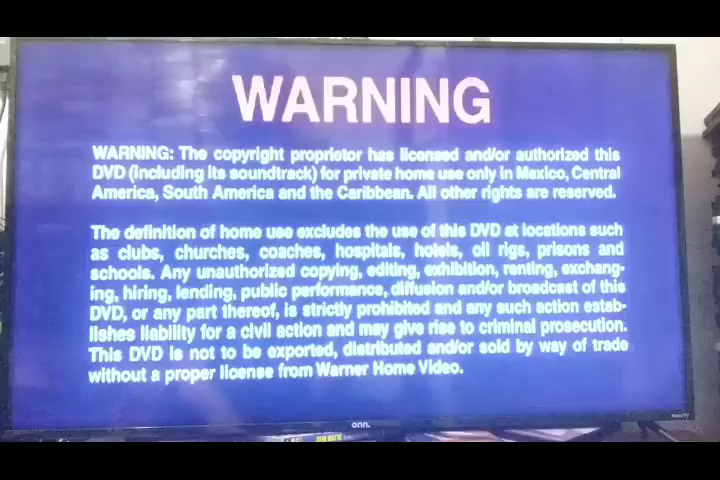 WARNING
WARNING: The copyright proprietor has licensed and/or authorized this
DVD (including its soundtrack) for private home use only in Mexico, Central
America, South America and the Caribbean. All other rights are reserved.
The definition of home use excludes the use of this DVD at locations such
as clubs, churches, coaches, hospitals, hotels, oil rigs, prisons and
schools. Any unauthorized copying, editing, exhibition, renting, exchang-
ing, hiring, lending, public performance, diffusion and/or broadcast of this
DVD, or any part thereof, is strictly prohibited and any such action estab-
lishes liability for a civil action and may give rise to criminal prosecution.
This DVD is not to be exported, distributed and/or sold by way of trade
without a proper license from Warner Home Video.
onn.
Roku TV
JOHN WAYNE